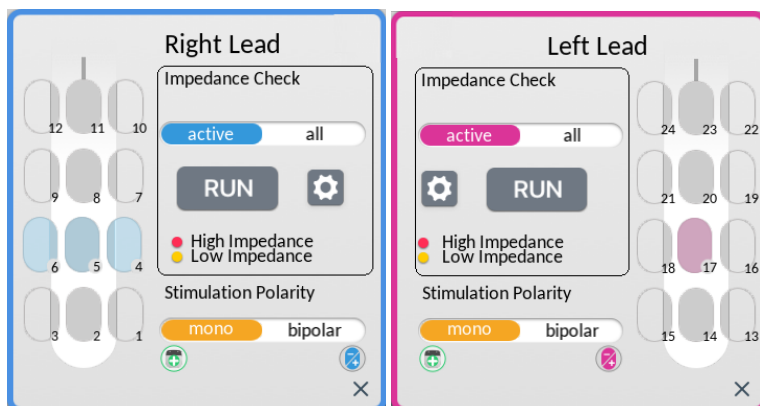 Right Lead
Impedance Check
active all
RUN
High Impedance
Low Impedance
Stimulation Polarity
mono bipolar
12 11 10
9 8 7
6 5 4
3 2 1
Left Lead
Impedance Check
active all
RUN
High Impedance
Low Impedance
Stimulation Polarity
mono bipolar
24 23 22
21 20 19
18 17 16
15 14 13